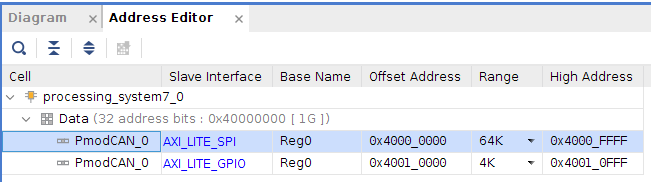 Diagram × Address Editor ×
Cell Slave Interface Base Name Offset Address Range High Address
processing_system7_0
Data (32 address bits : 0x40000000 [ 1G ])
PmodCAN_0 AXI_LITE_SPI Reg0 0x4000_0000 64K 0x4000_FFFF
PmodCAN_0 AXI_LITE_GPIO Reg0 0x4001_0000 4K 0x4001_0FFF